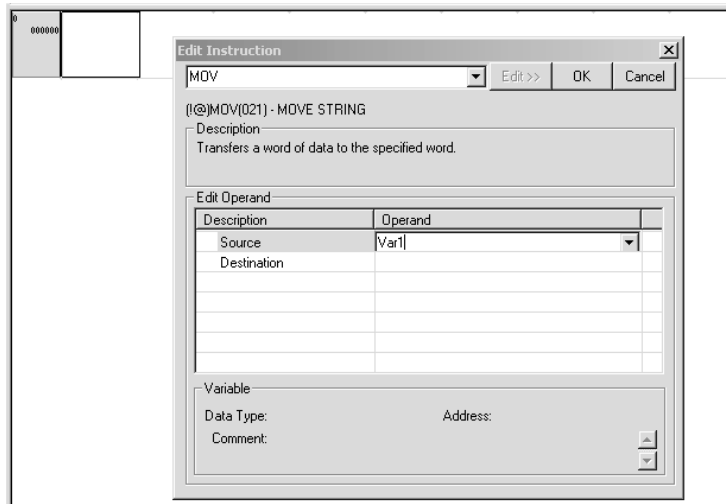 0
000000
Edit Instruction
MOV
Edit >>
OK
Cancel
(!@)MOV(021) - MOVE STRING
Description
Transfers a word of data to the specified word.
Edit Operand
Description Operand
Source Var1
Destination
Variable
Data Type: Address:
Comment: